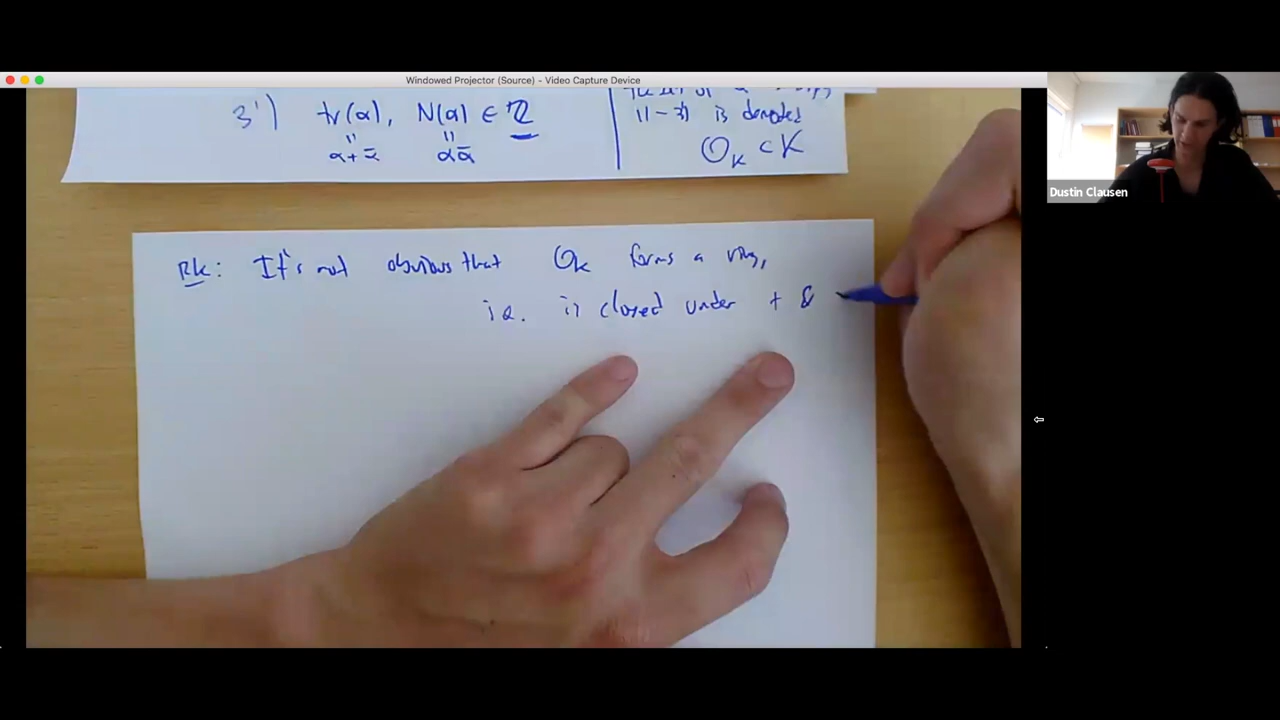 Windowed Projector (Source) - Video Capture Device
3') tr(α), N(α) ∈ ℤ
α+ᾱ αᾱ
is denoted
O_K ⊂ K
Dustin Clausen
Rk: It's not obvious that O_K forms a ring,
i.e. is closed under + &